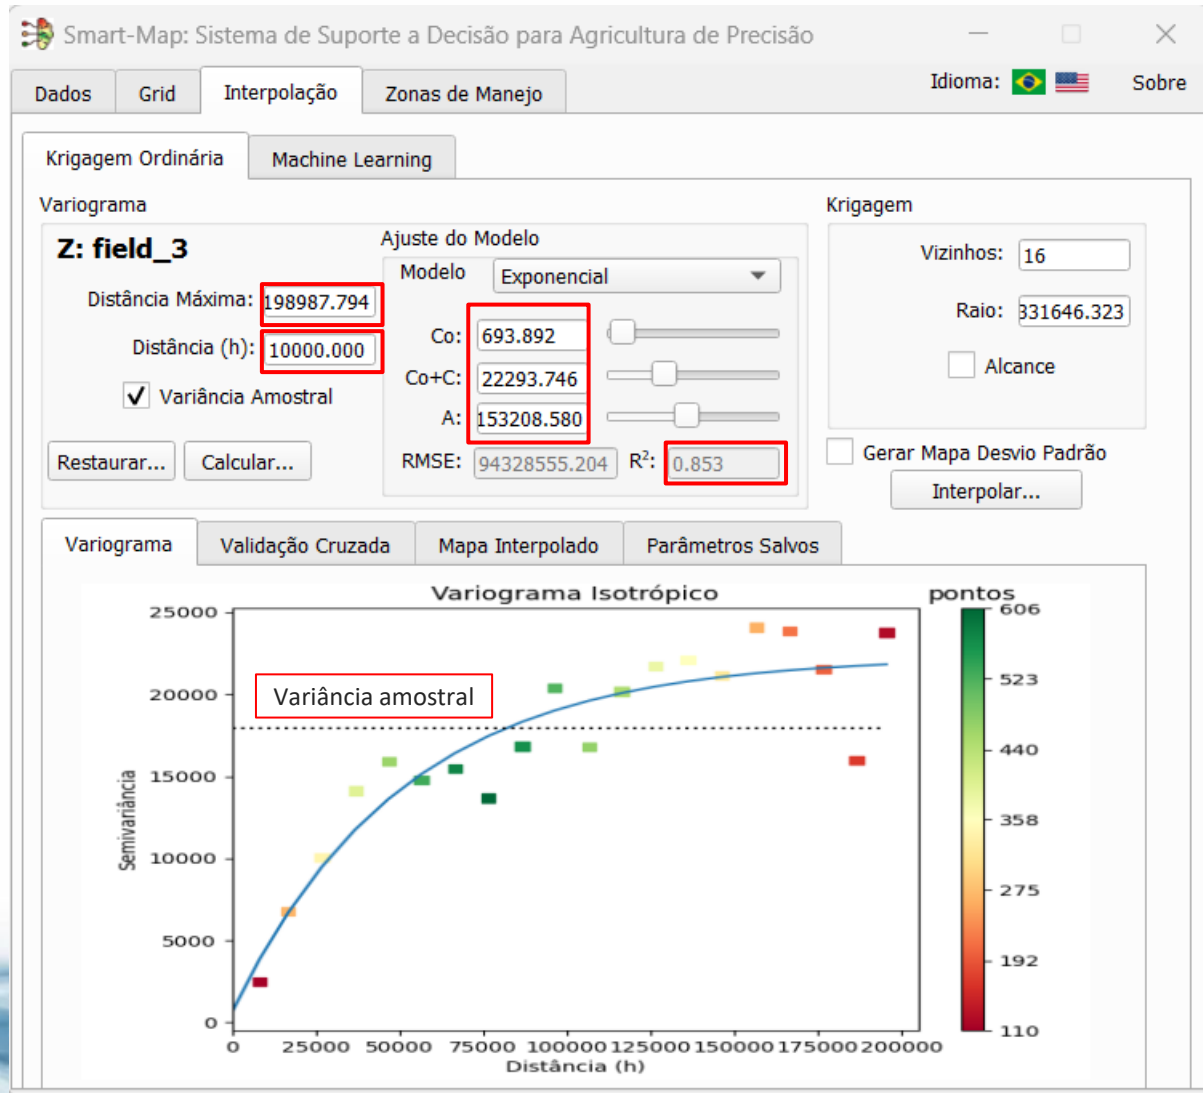 Smart-Map: Sistema de Suporte a Decisão para Agricultura de Precisão
Dados Grid Interpolação Zonas de Manejo Idioma: Sobre
Krigagem Ordinária Machine Learning
Variograma
Z: field_3
Distância Máxima: 198987.794
Distância (h): 10000.000
Variância Amostral
Restaurar... Calcular...
Ajuste do Modelo
Modelo Exponencial
Co: 693.892
Co+C: 22293.746
A: 153208.580
RMSE: 94328555.204 R²: 0.853
Krigagem
Vizinhos: 16
Raio: 331646.323
Alcance
Gerar Mapa Desvio Padrão
Interpolar...
Variograma Validação Cruzada Mapa Interpolado Parâmetros Salvos
Variograma Isotrópico
pontos
25000
20000
15000
10000
5000
0
Semivariância
Variância amostral
0 25000 50000 75000 100000 125000 150000 175000 200000
Distância (h)
606
523
440
358
275
192
110